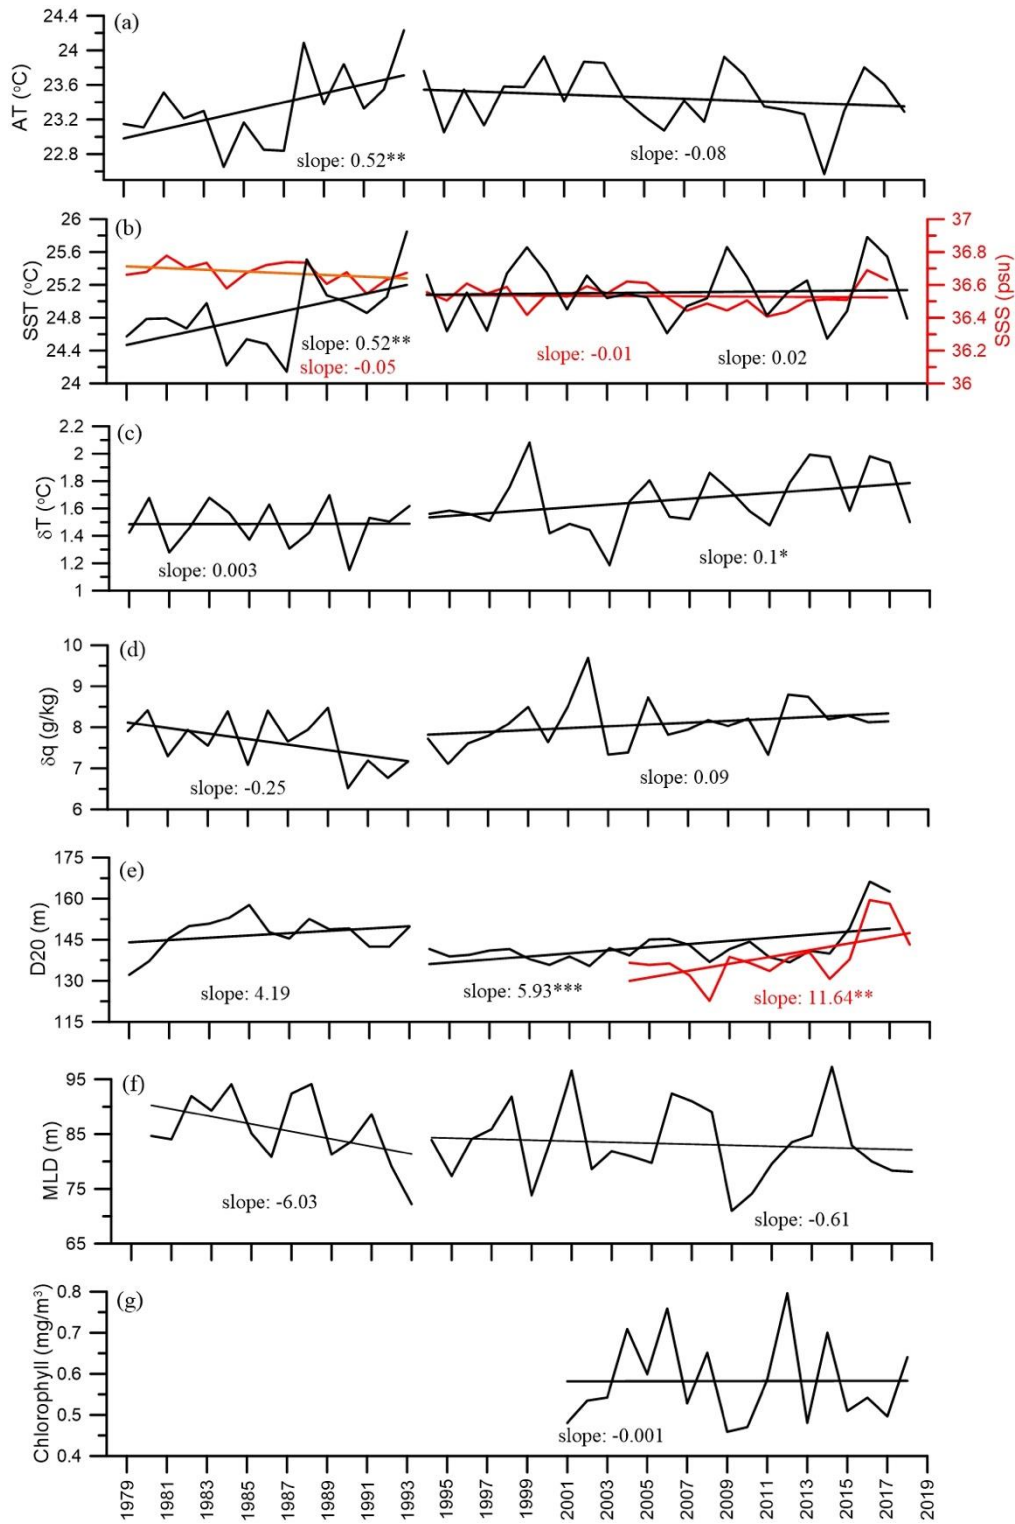 (a)
AT (°C)
24.4
24
23.6
23.2
22.8
slope: 0.52**
slope: -0.08
(b)
SST (°C)
26
25.6
25.2
24.8
24.4
24
0.52**
slope: -0.05
slope: -0.01
0.02
37
36.8
36.6
36.4
36.2
36
SSS (psu)
(c)
δT (°C)
2.2
2
1.8
1.6
1.4
1.2
1
slope: 0.003
slope: 0.1*
(d)
δq (g/kg)
10
9
8
7
6
slope: -0.25
slope: 0.09
(e)
D20 (m)
175
160
145
130
115
slope: 4.19
slope: 5.93***
slope: 11.64**
(f)
MLD (m)
95
85
75
65
slope: -6.03
slope: -0.61
(g)
Chlorophyll (mg/m³)
0.8
0.7
0.6
0.5
0.4
slope: -0.001
1979
1981
1983
1985
1987
1989
1991
1993
1995
1997
1999
2001
2003
2005
2007
2009
2011
2013
2015
2017
2019